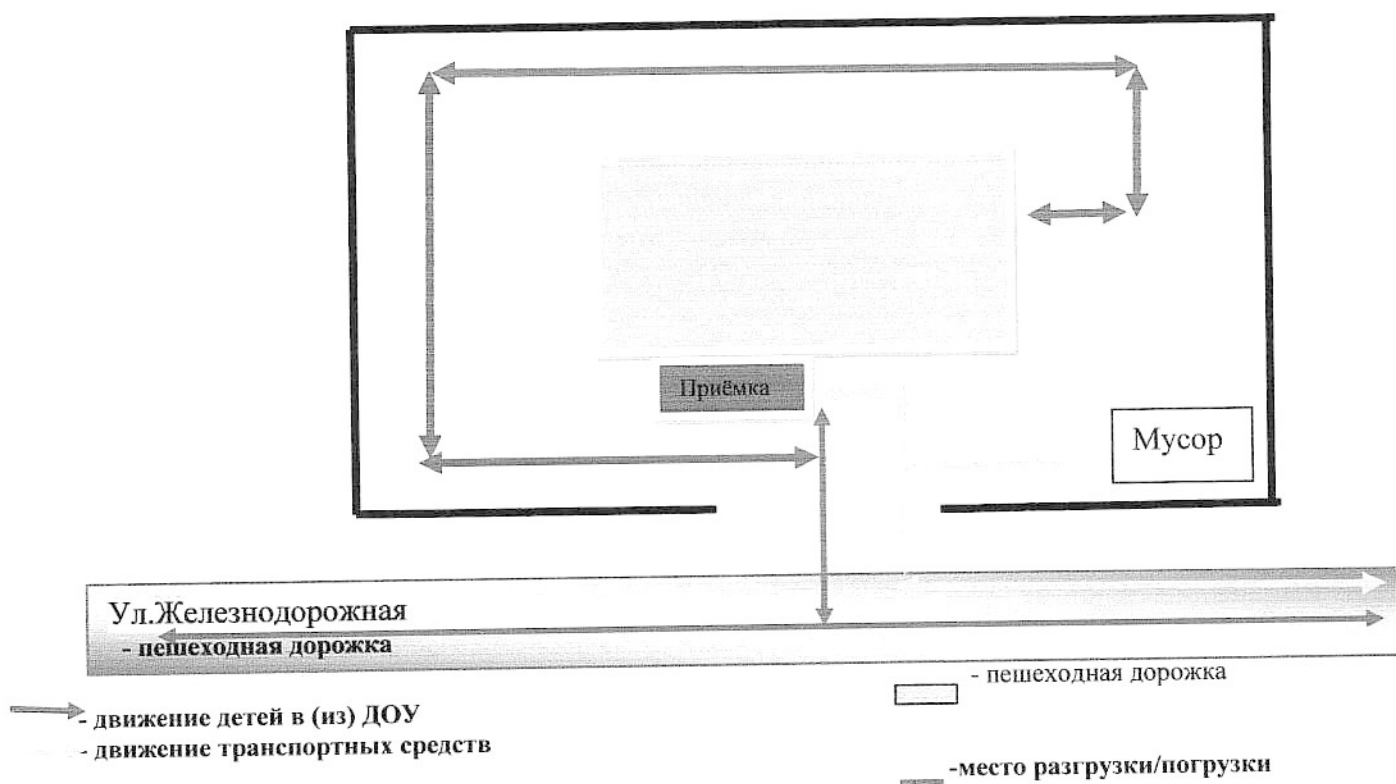 Приёмка
Мусор
Ул.Железнодорожная
- пешеходная дорожка
- пешеходная дорожка
- движение детей в (из) ДОУ
- движение транспортных средств
-место разгрузки/погрузки